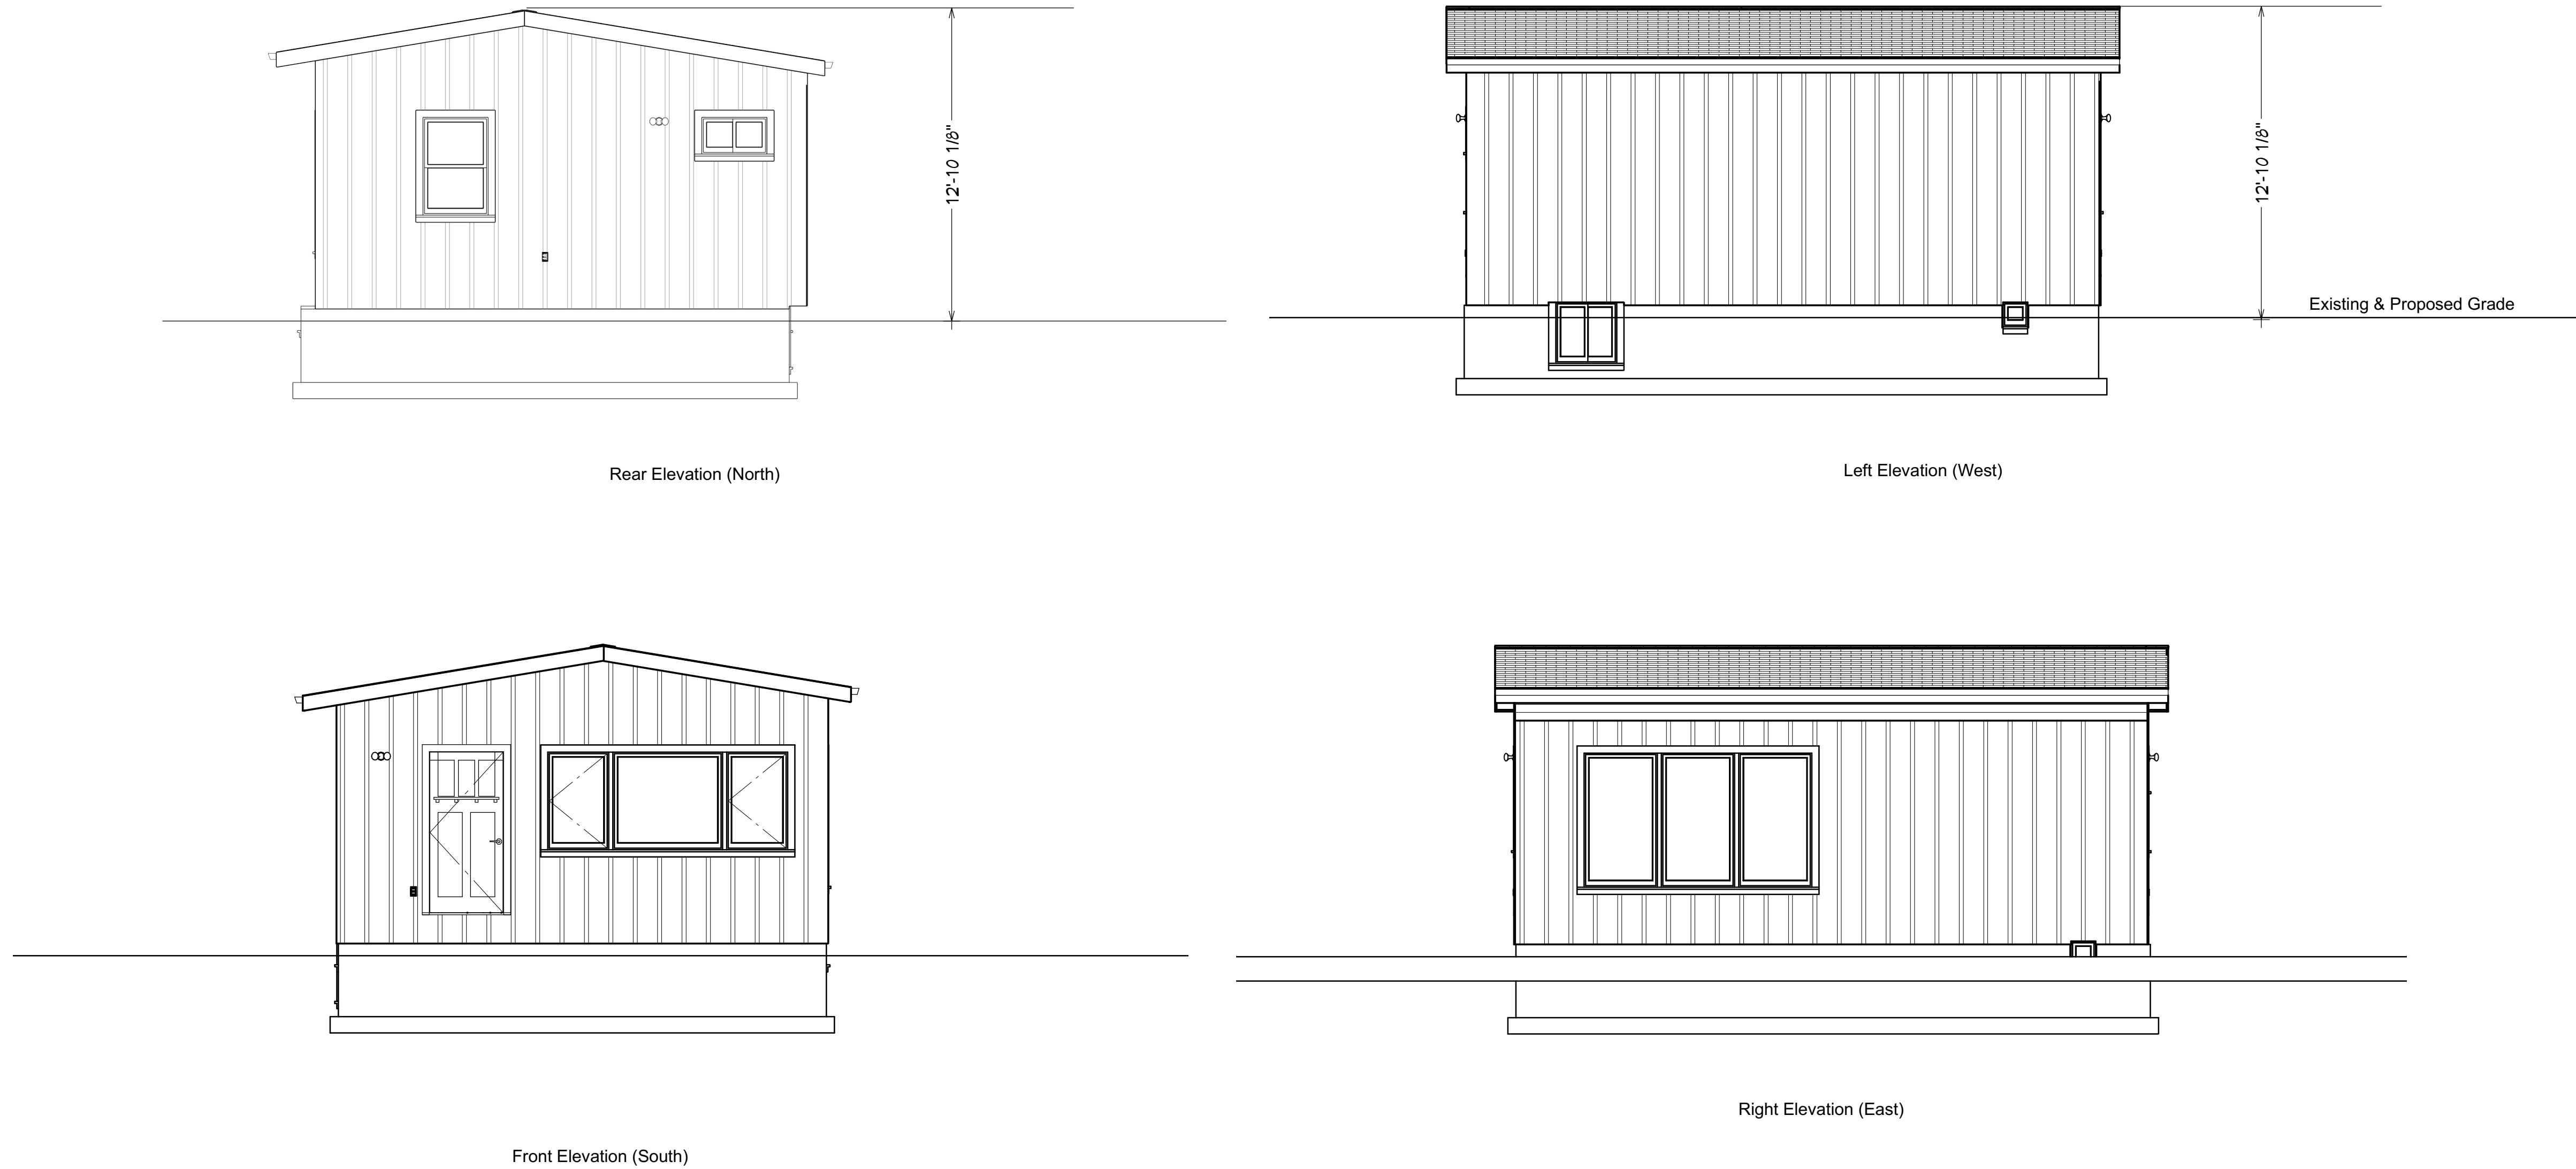 12'-10 1/8"
12'-10 1/8"
Existing & Proposed Grade
Rear Elevation (North)
Left Elevation (West)
Right Elevation (East)
Front Elevation (South)